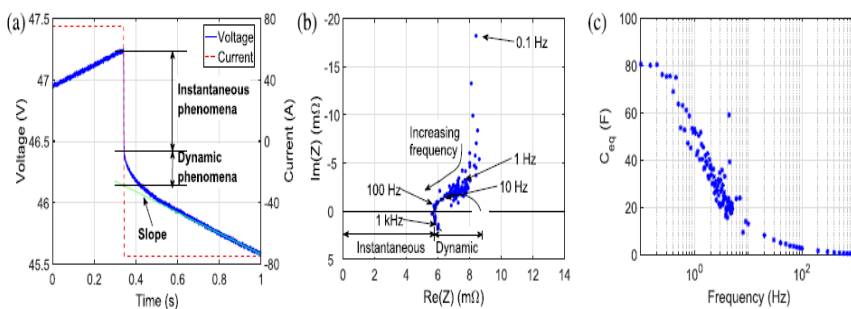 (a)
47.5
47
46.5
46
45.5
Voltage (V)
0
0.2
0.4
0.6
0.8
1
Time (s)
80
60
40
0
-40
-60
-80
Current (A)
Voltage
Current
Instantaneous
phenomena
Dynamic
phenomena
Slope
(b)
-20
-15
-10
-5
0
5
Im(Z) (mΩ)
0
2
4
6
8
10
12
14
Re(Z) (mΩ)
0.1 Hz
Increasing
frequency
1 Hz
100 Hz
10 Hz
1 kHz
Instantaneous
Dynamic
(c)
100
80
60
40
20
0
Ceq (F)
10^0
10^2
Frequency (Hz)